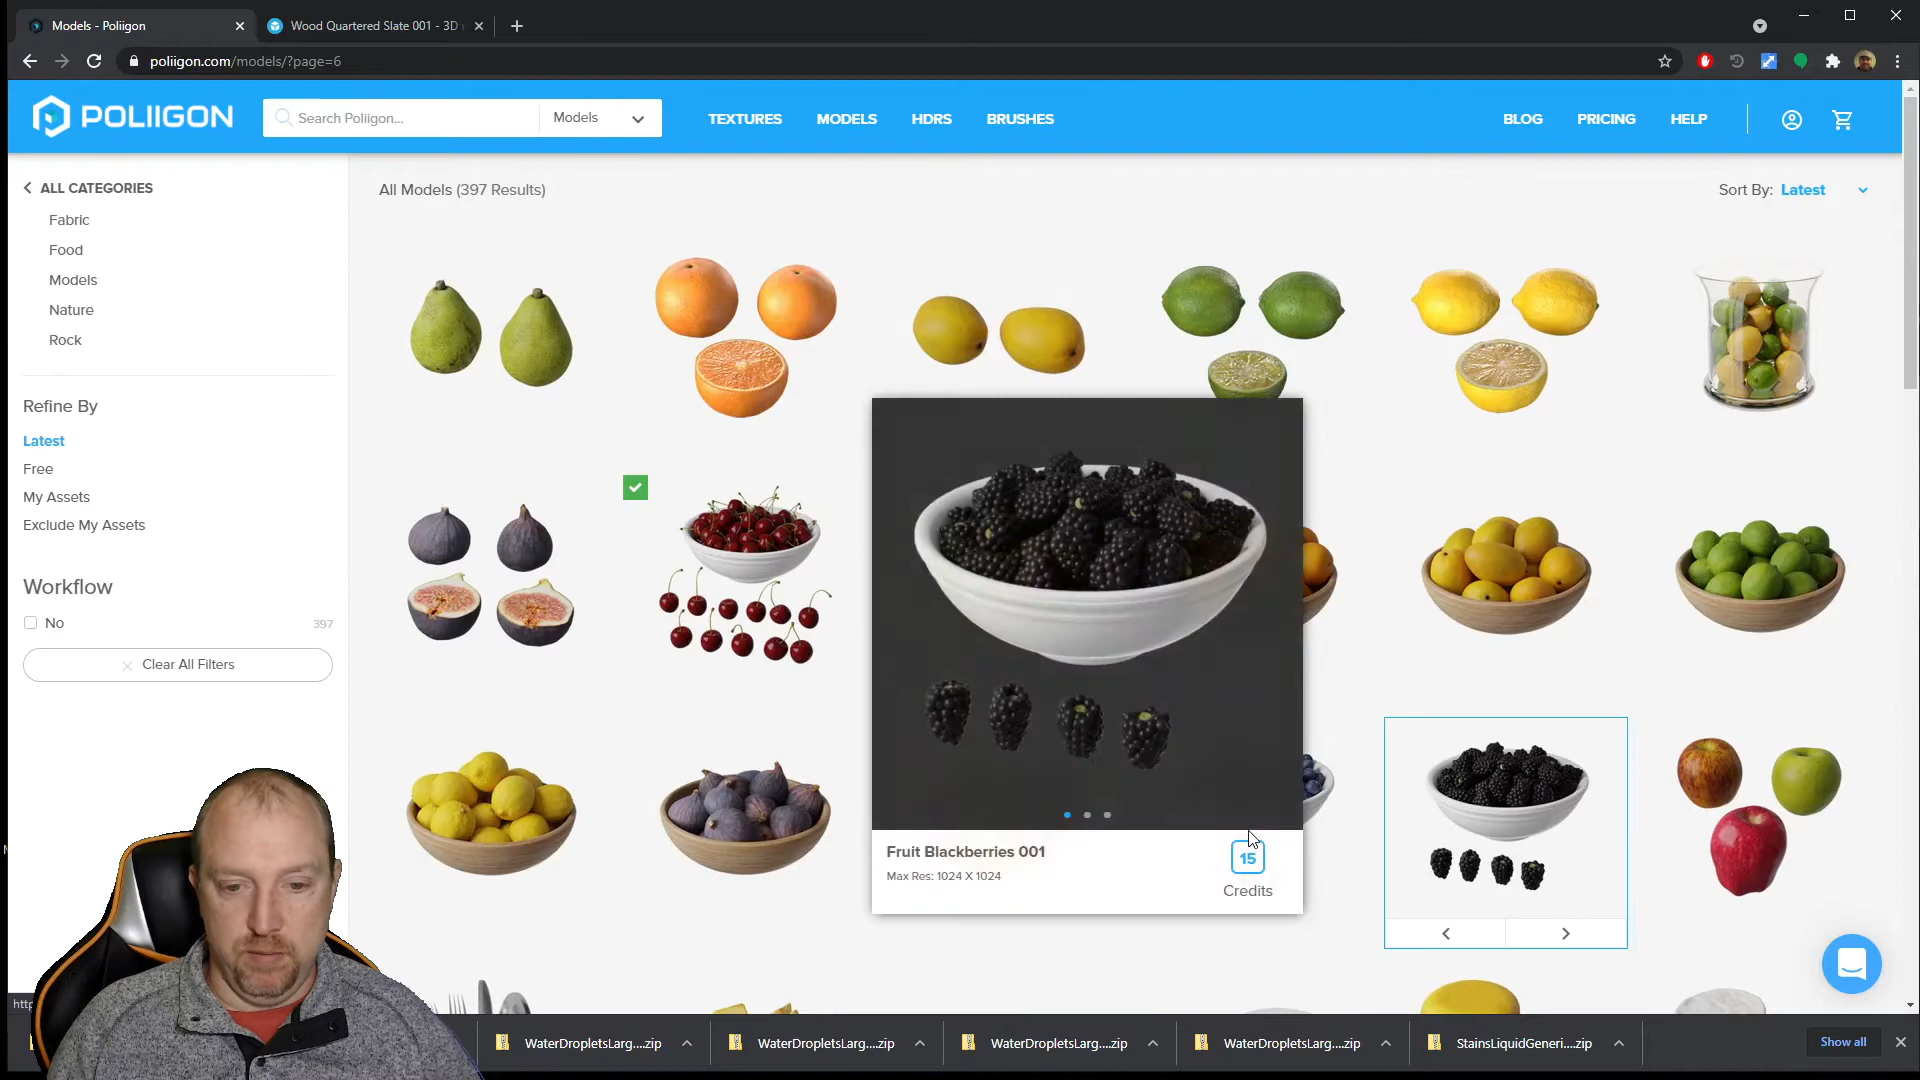 Models - Poliigon
Wood Quartered Slate 001 - 3D
poliigon.com/models/?page=6
POLIIGON
Search Poliigon...
Models
TEXTURES
MODELS
HDRS
BRUSHES
BLOG
PRICING
HELP
ALL CATEGORIES
Fabric
Food
Models
Nature
Rock
Refine By
Latest
Free
My Assets
Exclude My Assets
Workflow
No
397
Clear All Filters
All Models (397 Results)
Sort By: Latest
Fruit Blackberries 001
Max Res: 1024 X 1024
15
Credits
WaterDropletsLarg....zip
WaterDropletsLarg....zip
WaterDropletsLarg....zip
WaterDropletsLarg....zip
StainsLiquidGeneri....zip
Show all